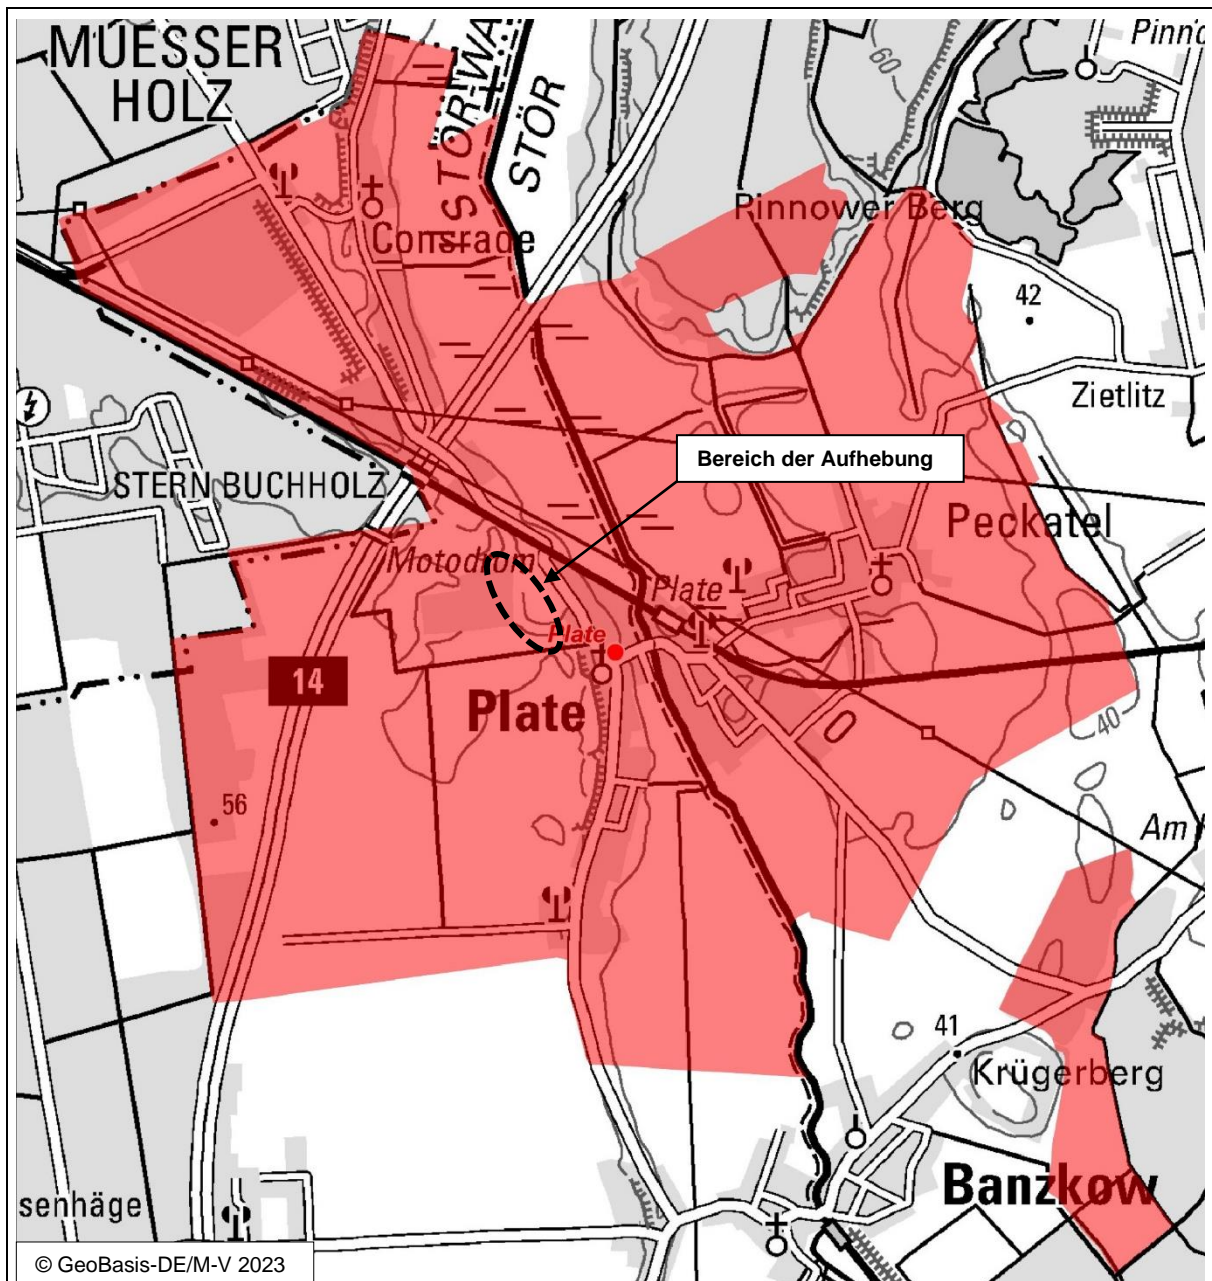 MUESSER
HOLZ
STÖR-WA
STÖR
60
Pinno
Pinnower Berg
Consrade
42
Zietlitz
Bereich der Aufhebung
STERN BUCHHOLZ
Peckatel
Motodrom
Plate
Plate
14
Plate
40
56
Am
41
Krügerberg
Banzkow
senhäge
© GeoBasis-DE/M-V 2023